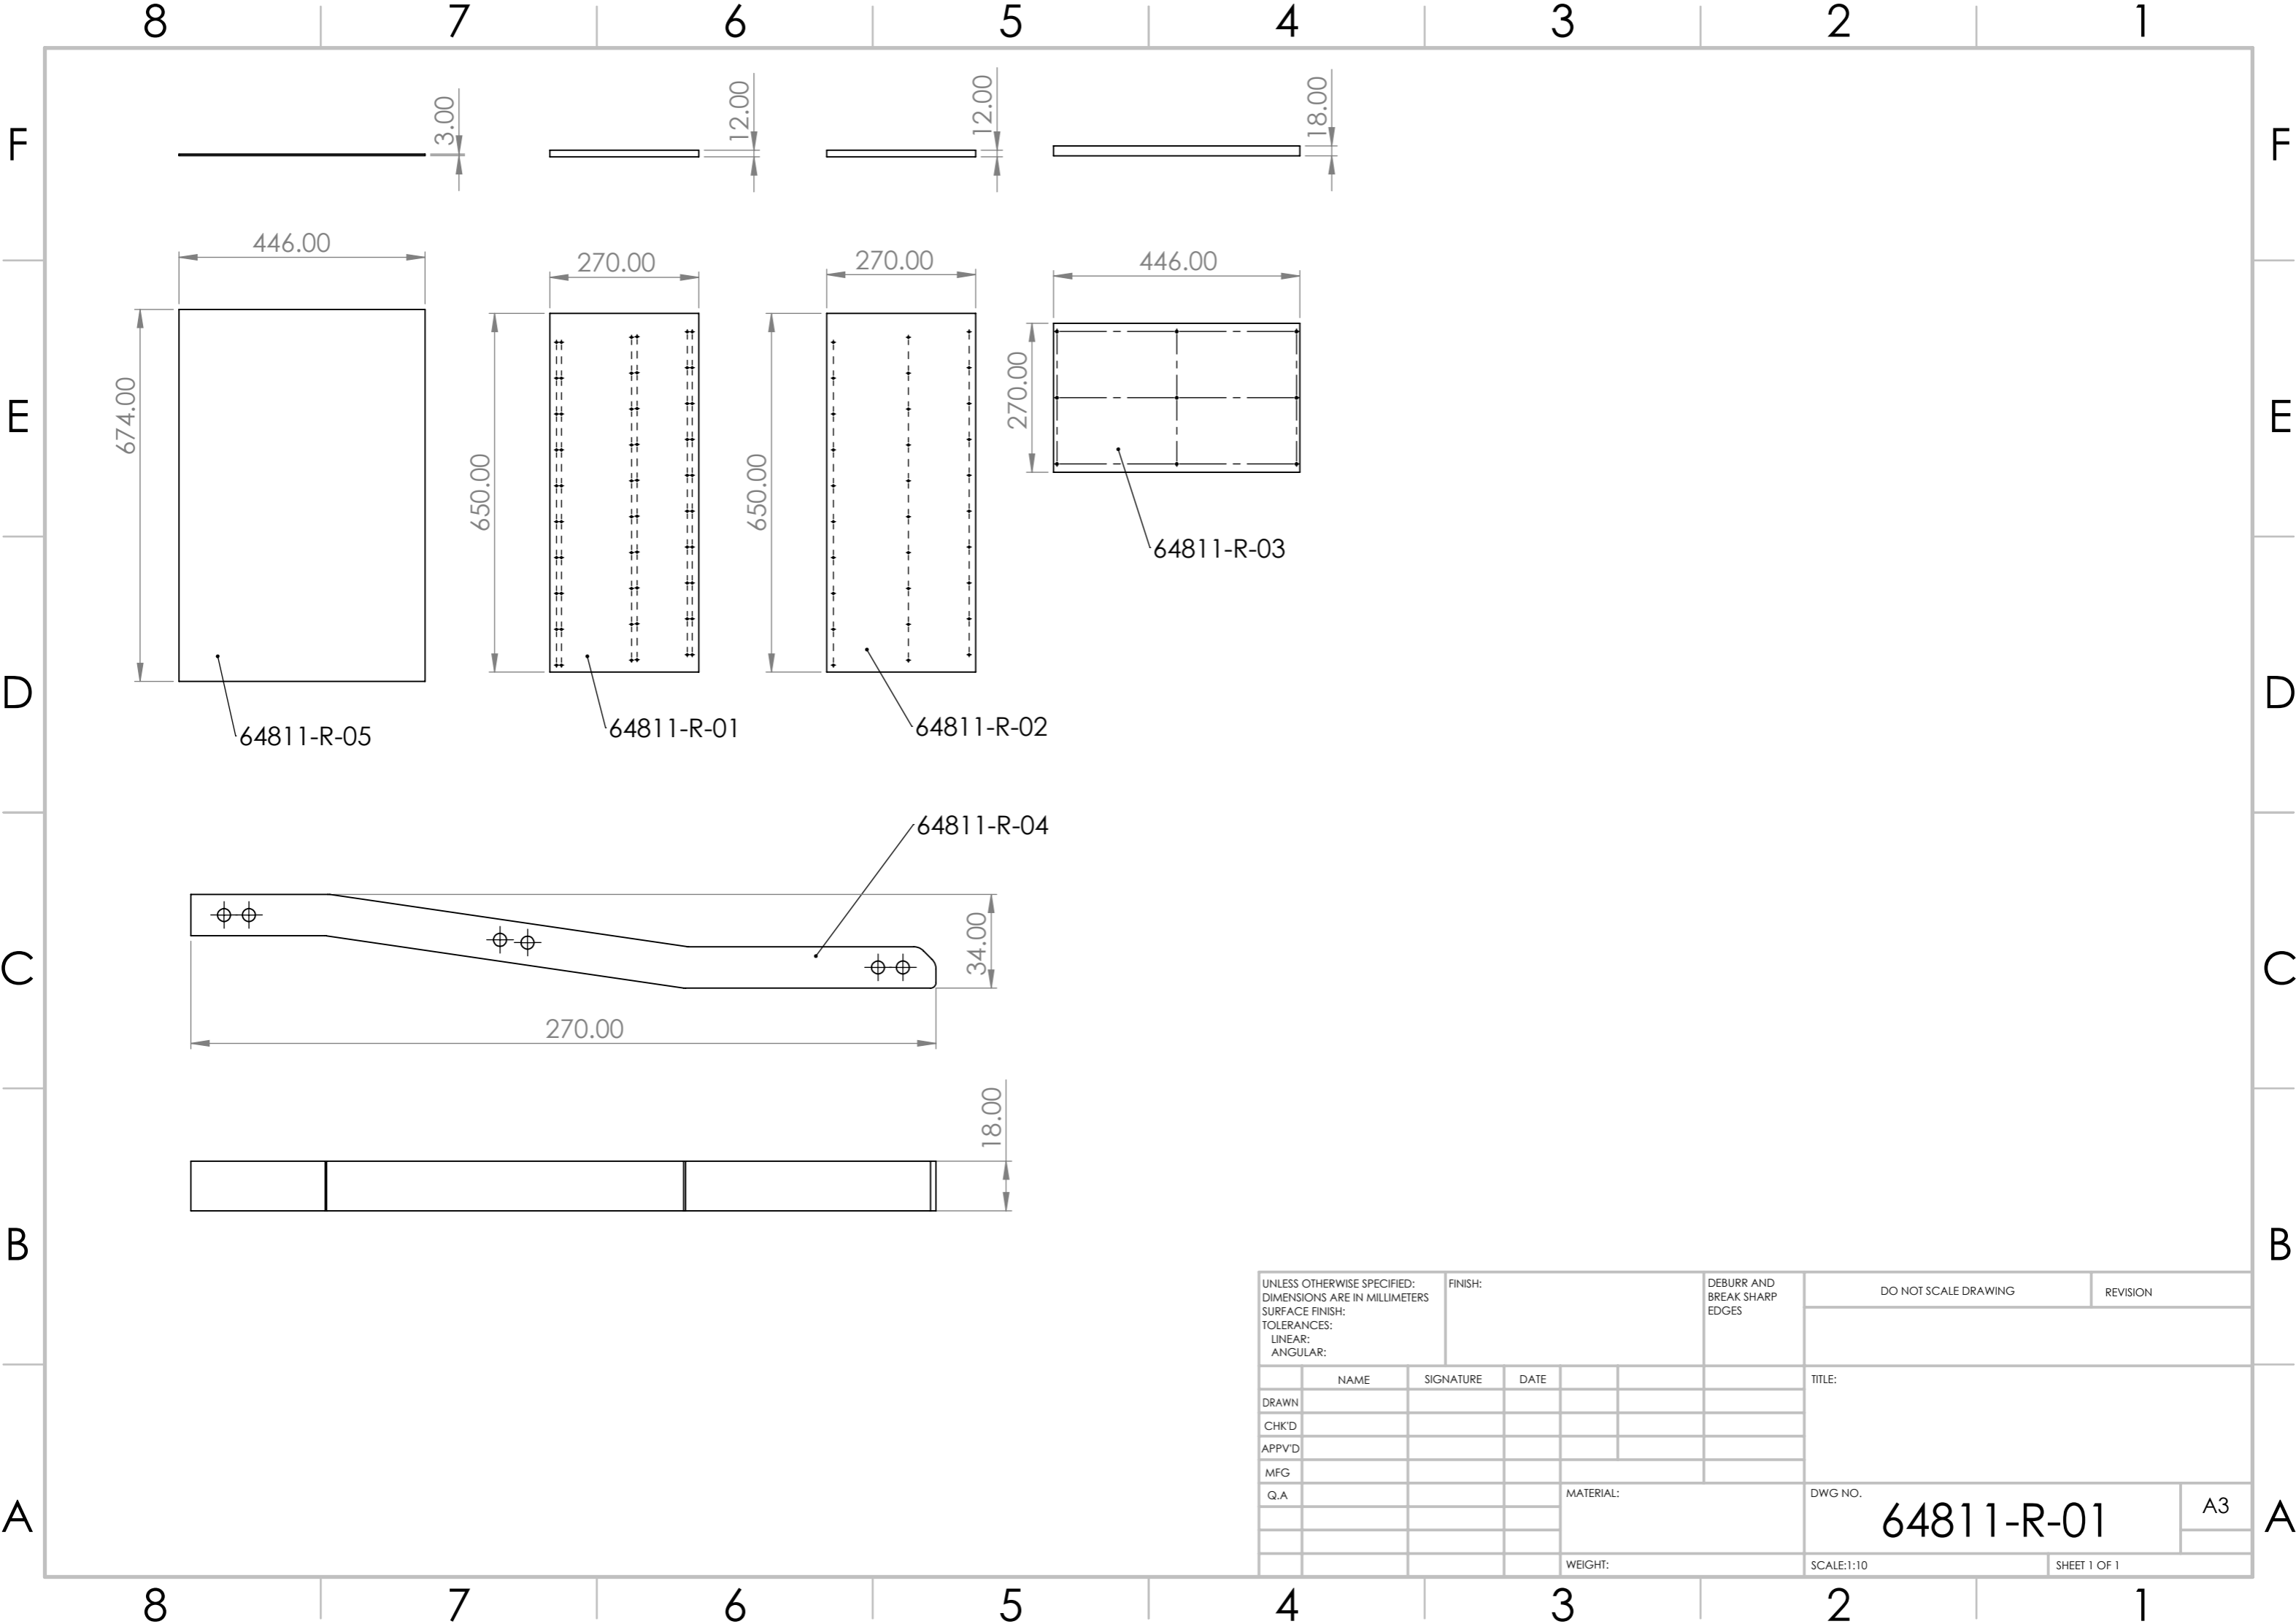 8 7 6 5 4 3 2 1
F F
3.00
12.00
12.00
18.00
446.00
270.00
270.00
446.00
E E
674.00
650.00
650.00
270.00
64811-R-03
D D
64811-R-05
64811-R-01
64811-R-02
64811-R-04
C C
34.00
270.00
18.00
B B
UNLESS OTHERWISE SPECIFIED:
DIMENSIONS ARE IN MILLIMETERS
SURFACE FINISH:
TOLERANCES:
LINEAR:
ANGULAR:
FINISH:
DEBURR AND
BREAK SHARP
EDGES
DO NOT SCALE DRAWING
REVISION
NAME SIGNATURE DATE
TITLE:
DRAWN
CHK'D
APPV'D
MFG
Q.A
MATERIAL:
DWG NO.
64811-R-01
A3
A A
WEIGHT:
SCALE:1:10
SHEET 1 OF 1
8 7 6 5 4 3 2 1